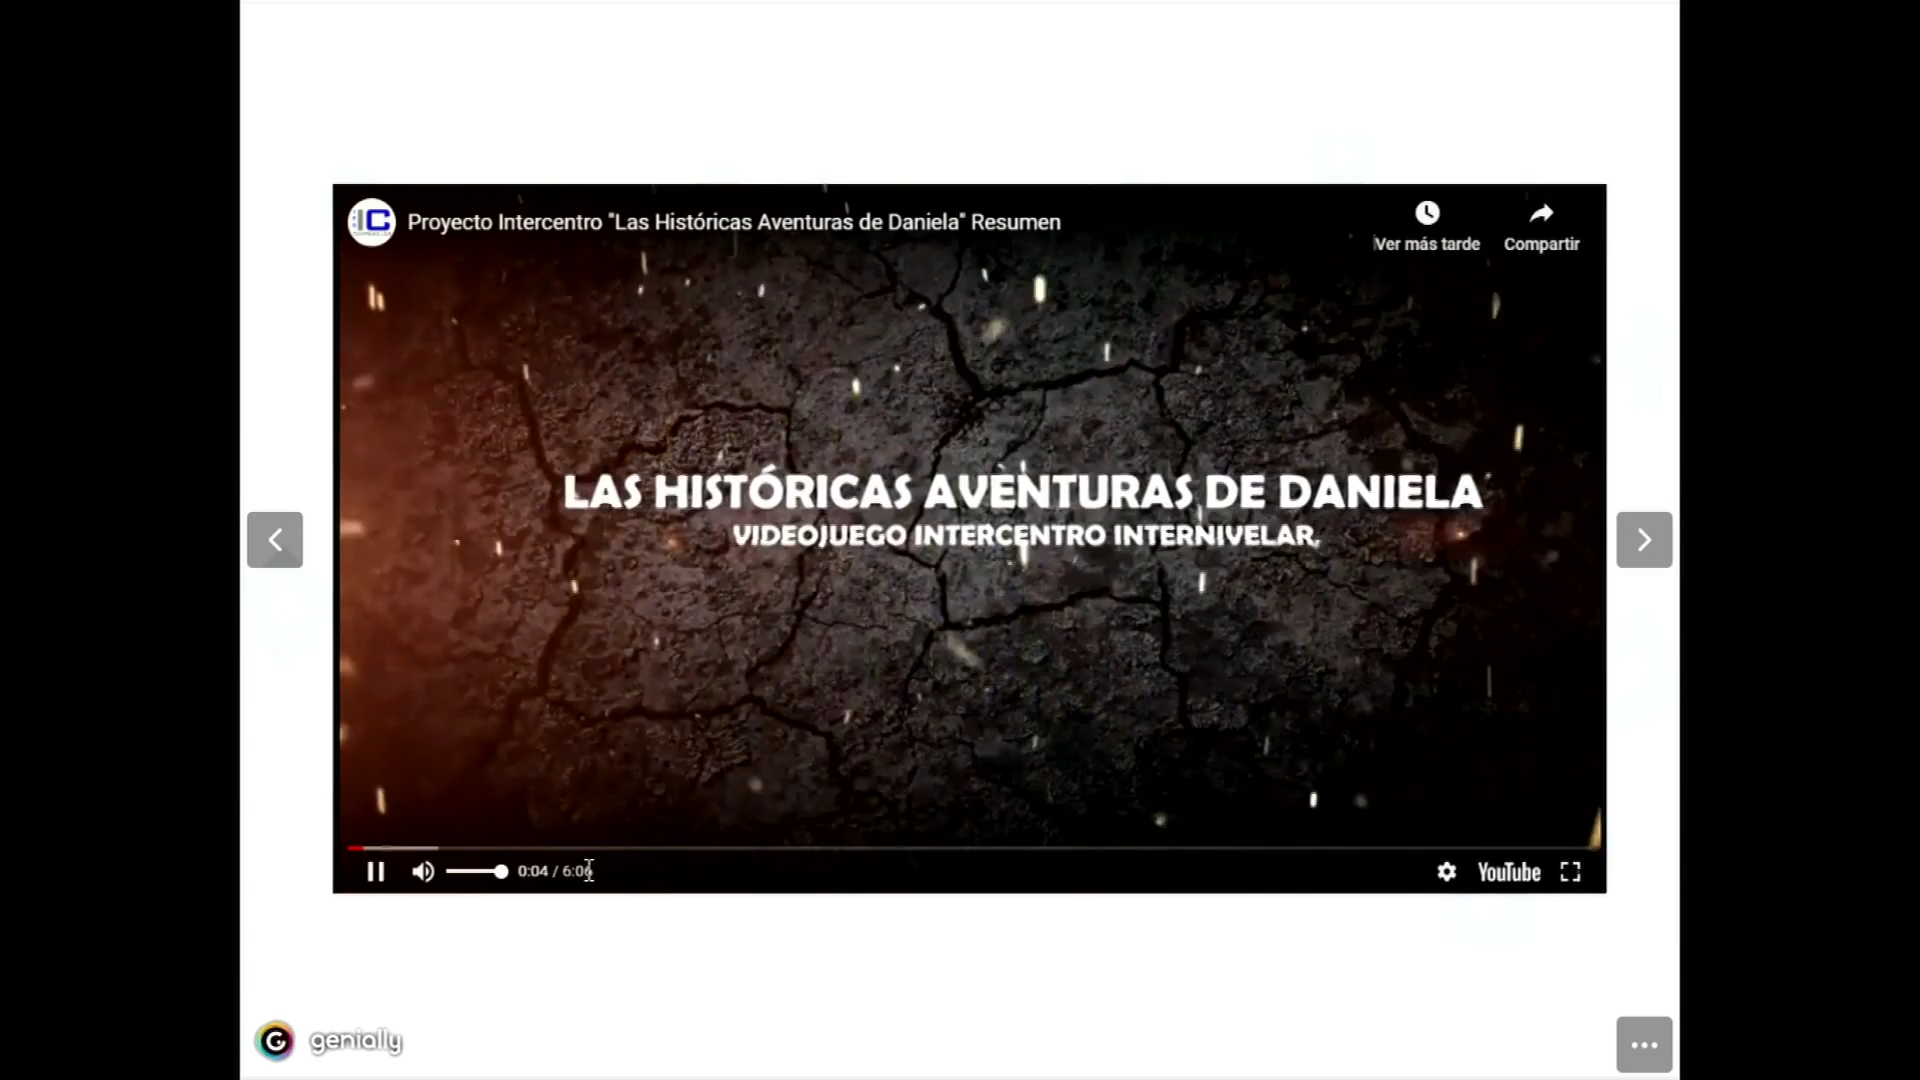 Proyecto Intercentro "Las Históricas Aventuras de Daniela" Resumen
Ver más tarde
Compartir
LAS HISTÓRICAS AVENTURAS DE DANIELA
VIDEOJUEGO INTERCENTRO INTERNIVELAR
0:04 / 6:06
YouTube
genially